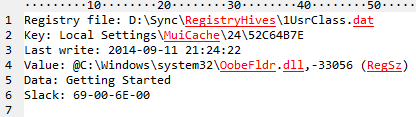 10 20 30 40 50
1 Registry file: D:\Sync\RegistryHives\1UsrClass.dat
2 Key: Local Settings\MuiCache\24\52C64B7E
3 Last write: 2014-09-11 21:24:22
4 Value: @C:\Windows\system32\OobeFldr.dll,-33056 (RegSz)
5 Data: Getting Started
6 Slack: 69-00-6E-00
7